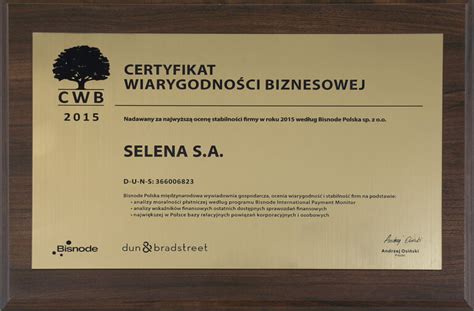 CERTYFIKAT
WIARYGODNOŚCI BIZNESOWEJ
CWB
2015
Nadawany za najwyższą ocenę stabilności firmy w roku 2015 według Bisnode Polska sp. z o.o.
SELENA S.A.
D-U-N-S: 366006823
Bisnode Polska międzynarodowa wywiadownia gospodarcza, ocenia wiarygodność i stabilność firm na podstawie:
• analizy moralności płatniczej według programu Bisnode International Payment Monitor
• analizy wskaźników finansowych ostatnich dostępnych sprawozdań finansowych
• największej w Polsce bazy relacyjnej powiązań korporacyjnych i osobowych
Bisnode
dun&bradstreet
Andrzej Osiński